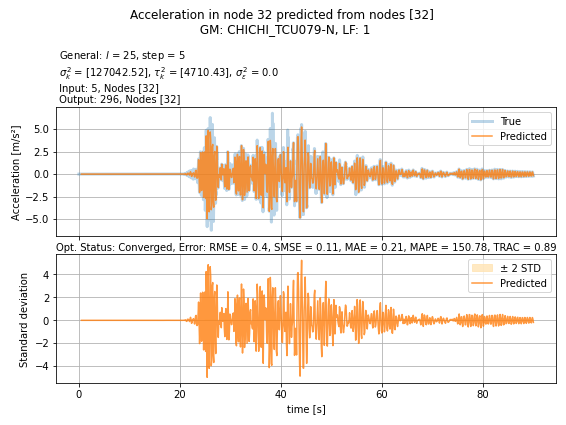 Acceleration in node 32 predicted from nodes [32]
GM: CHICHI_TCU079-N, LF: 1
General: l = 25, step = 5
σ²ₖ = [127042.52], τ²ₖ = [4710.43], σ²ε = 0.0
Input: 5, Nodes [32]
Output: 296, Nodes [32]
Acceleration [m/s²]
5.0
2.5
0.0
−2.5
−5.0
True
Predicted
Opt. Status: Converged, Error: RMSE = 0.4, SMSE = 0.11, MAE = 0.21, MAPE = 150.78, TRAC = 0.89
Standard deviation
4
2
0
−2
−4
± 2 STD
Predicted
0 20 40 60 80
time [s]